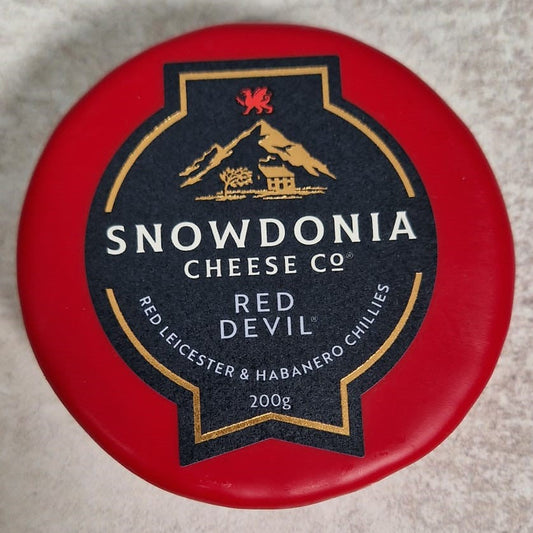 SNOWDONIA
CHEESE Cº®
RED
DEVIL®
RED LEICESTER & HABANERO CHILLIES
200g